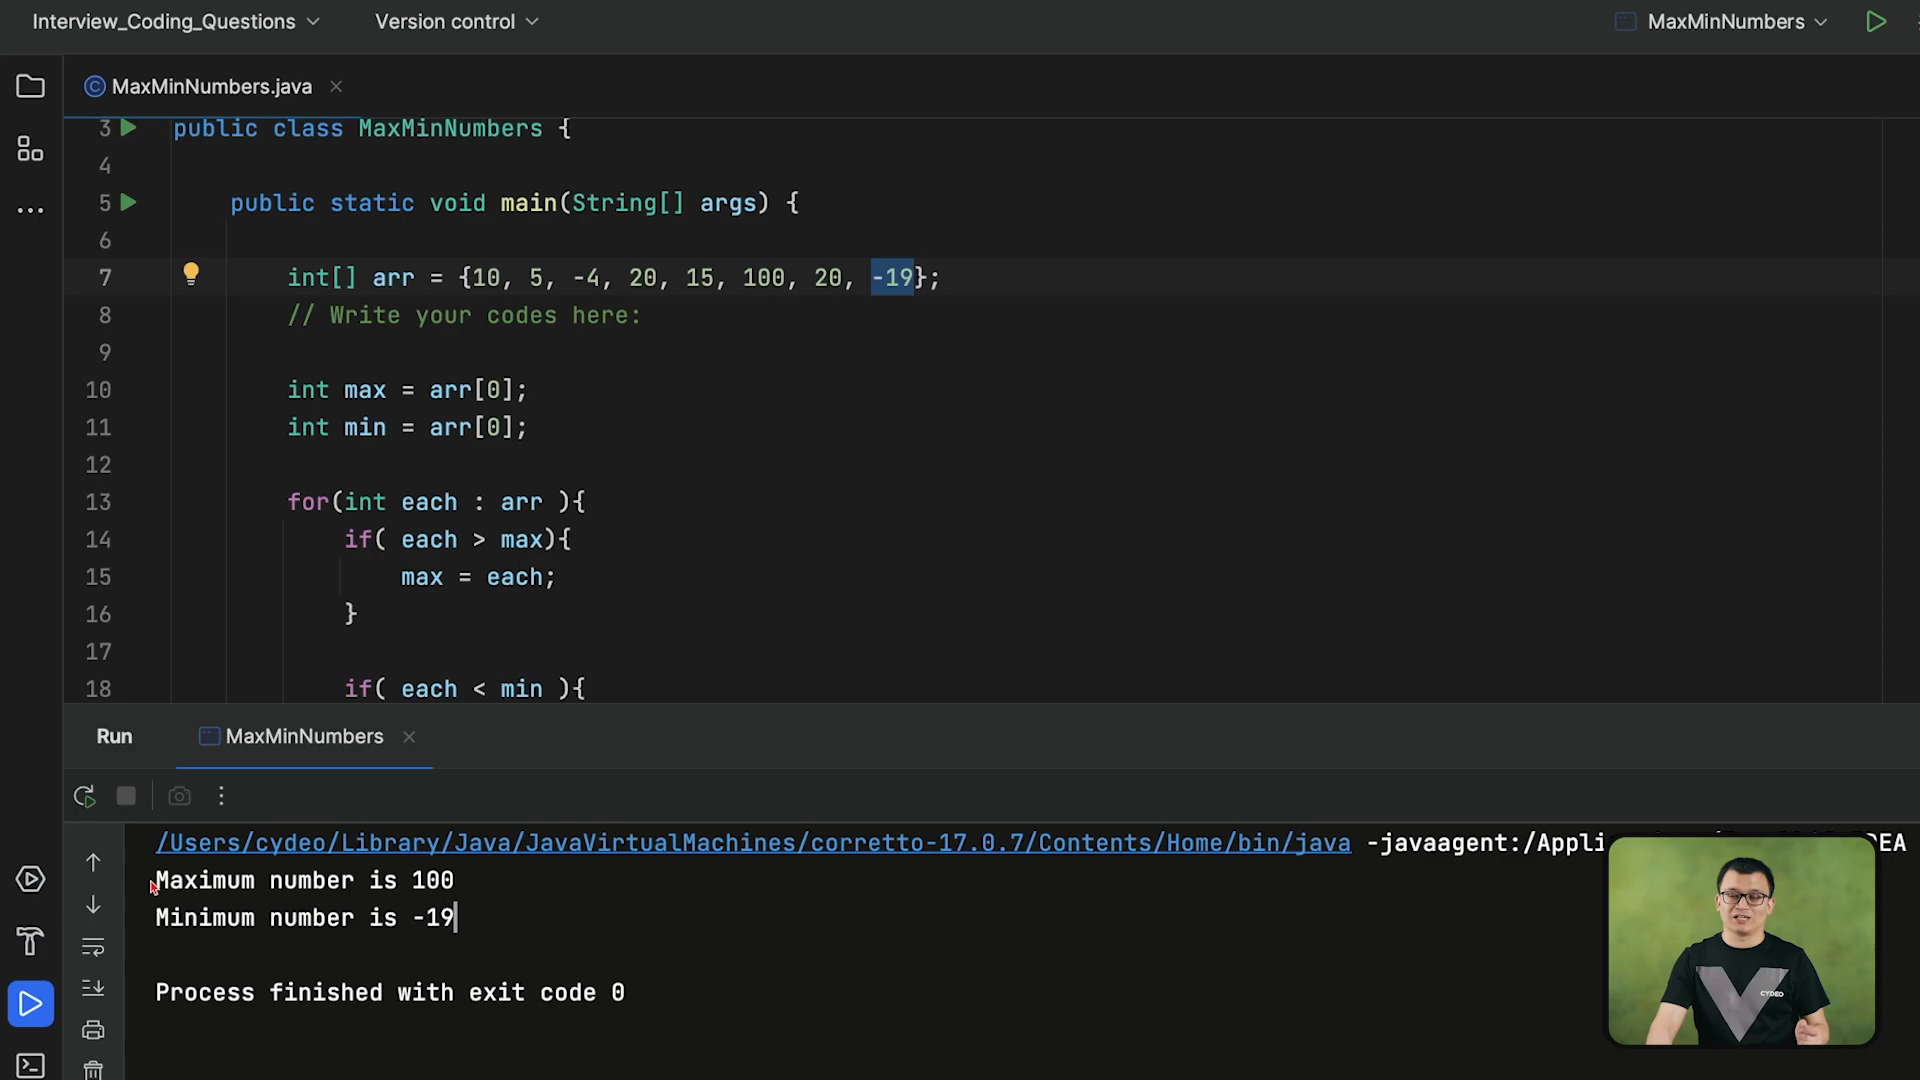 Interview_Coding_Questions Version control MaxMinNumbers
MaxMinNumbers.java
3 public class MaxMinNumbers {
4
5 public static void main(String[] args) {
6
7 int[] arr = {10, 5, -4, 20, 15, 100, 20, -19};
8 // Write your codes here:
9
10 int max = arr[0];
11 int min = arr[0];
12
13 for(int each : arr ){
14 if( each > max){
15 max = each;
16 }
17
18 if( each < min ){
Run MaxMinNumbers
/Users/cydeo/Library/Java/JavaVirtualMachines/corretto-17.0.7/Contents/Home/bin/java -javaagent:/Appli
Maximum number is 100
Minimum number is -19
Process finished with exit code 0
CYDEO